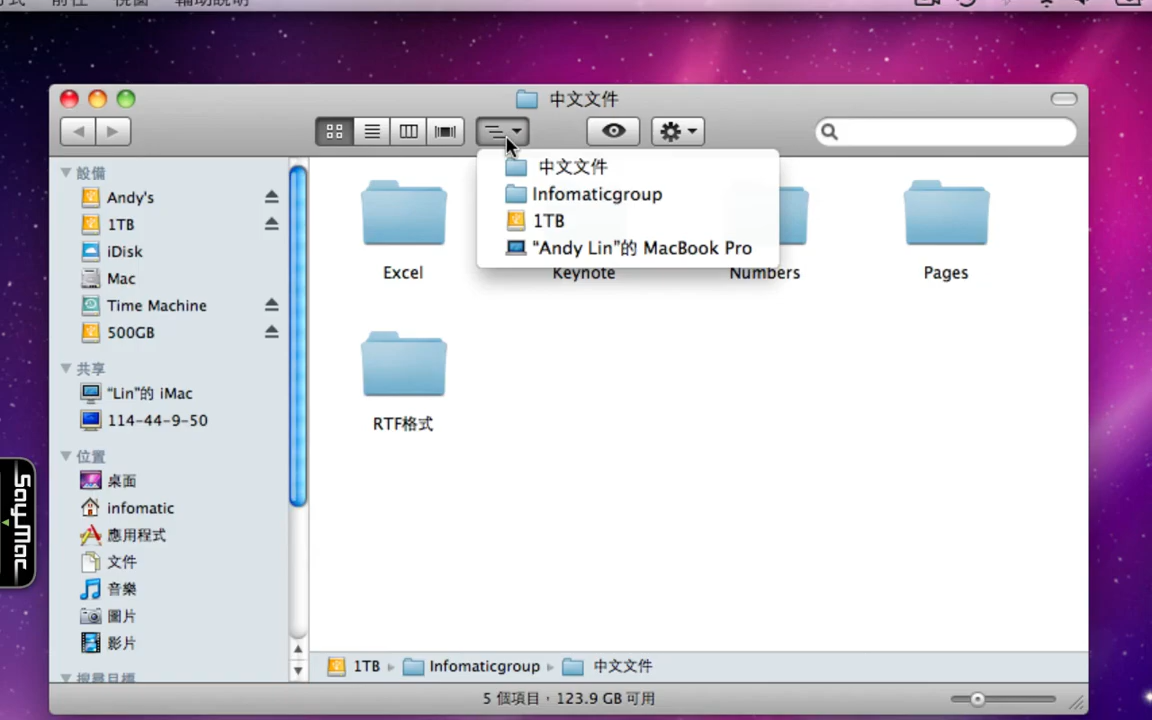 前往
視窗
輔助說明
中文文件
中文文件
Infomaticgroup
1TB
“Andy Lin”的 MacBook Pro
設備
Andy's
1TB
iDisk
Mac
Time Machine
500GB
共享
“Lin”的 iMac
114-44-9-50
位置
桌面
infomatic
應用程式
文件
音樂
圖片
影片
搜尋目標
Excel
Keynote
Numbers
Pages
RTF格式
1TB
Infomaticgroup
中文文件
5 個項目，123.9 GB 可用
SayMac